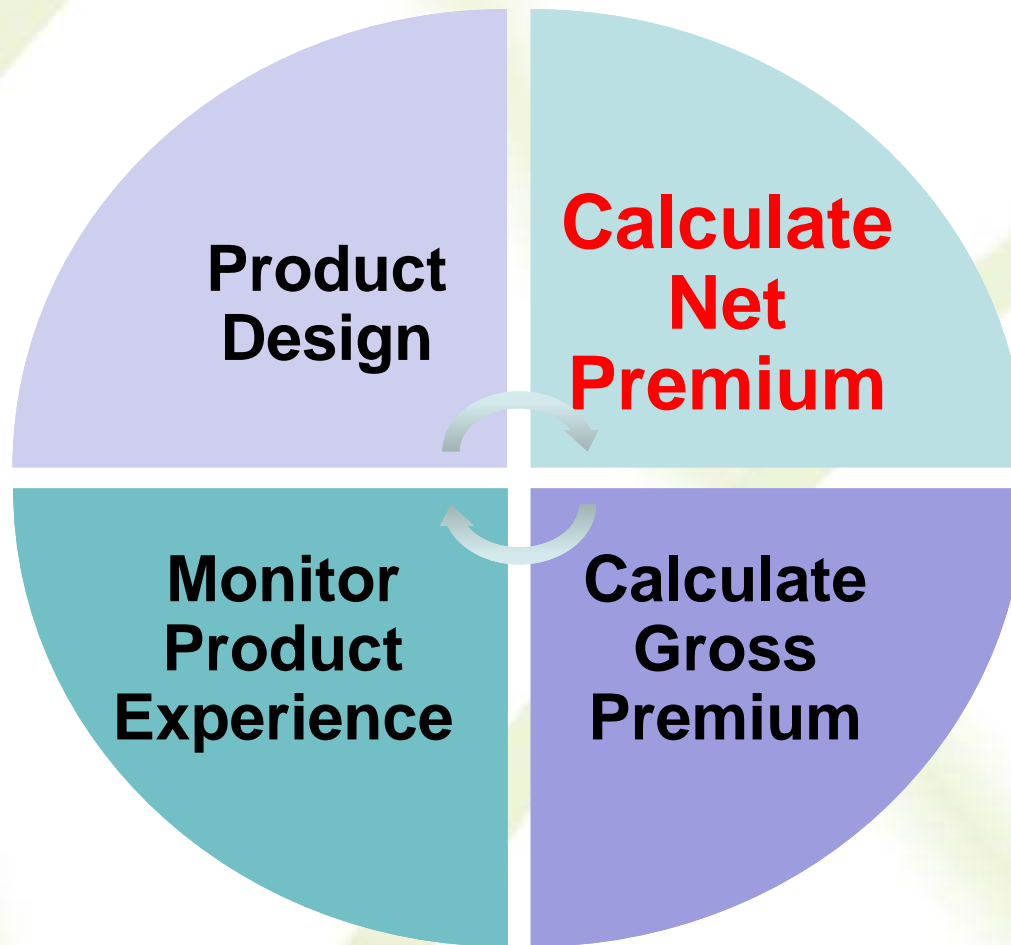 Product
Design
Calculate
Net
Premium
Monitor
Product
Experience
Calculate
Gross
Premium